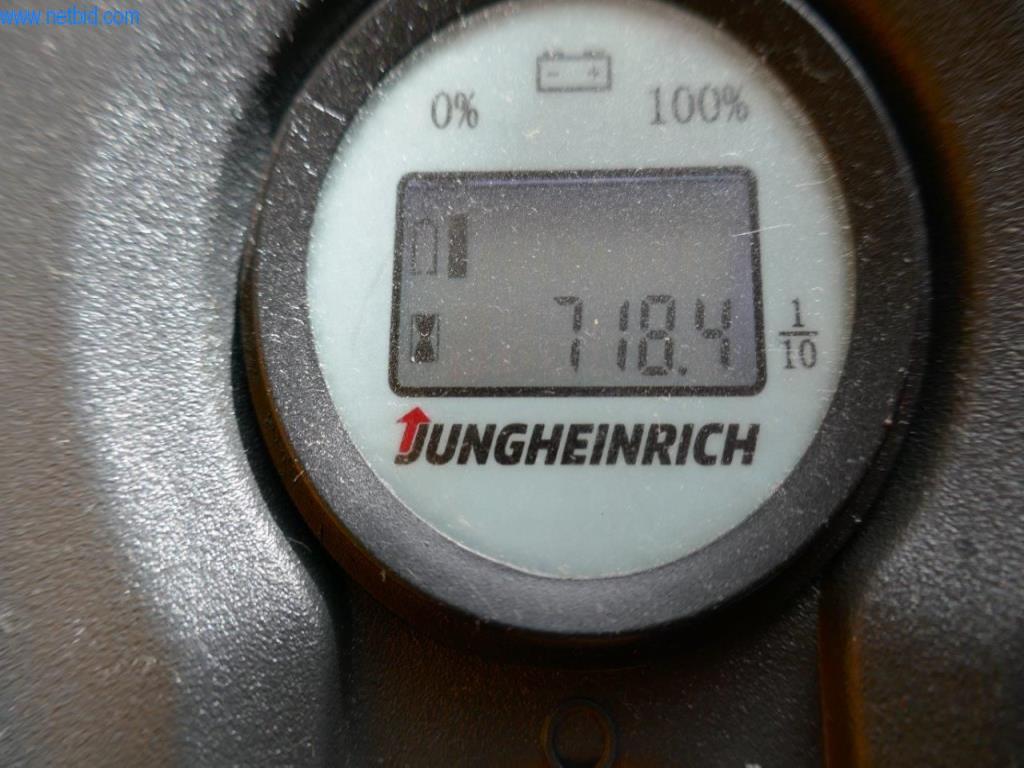 www.netbid.com
- +
0% 100%
718.4 1/10
JUNGHEINRICH